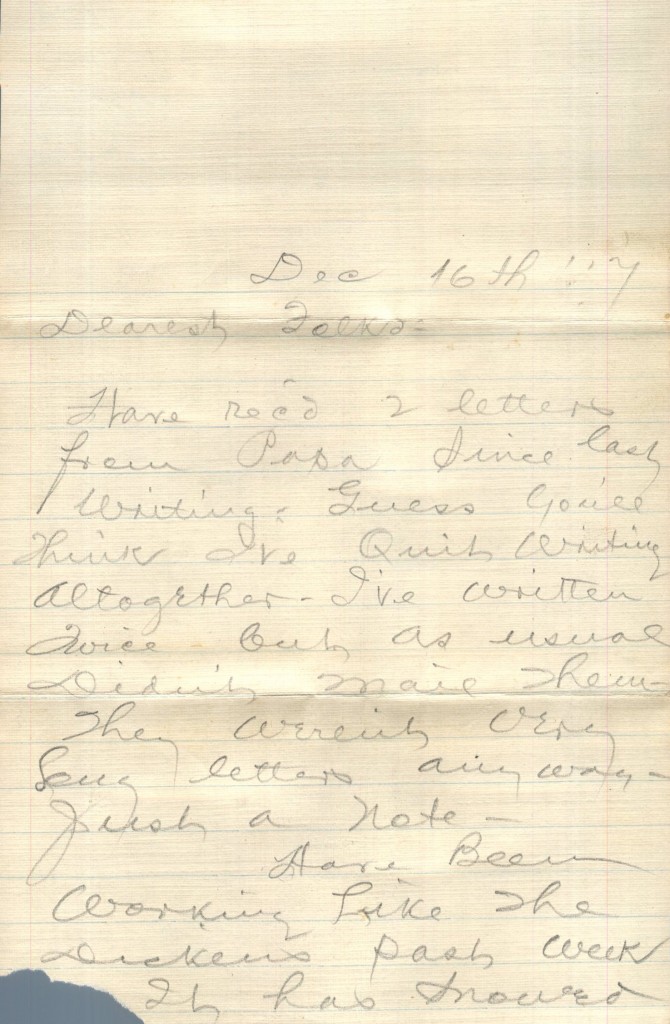 Dec 16th '17
Dearest Folks =
Have rec'd 2 letters
from Papa Since last
Writing - Guess You'll
Think I've Quit Writing
Altogether - I've written
Twice but as usual
Didn't Mail Them -
They weren't Very
Long letters any way -
Just a Note -
Have Been
Working Like The
Dickens past week
It has snowed